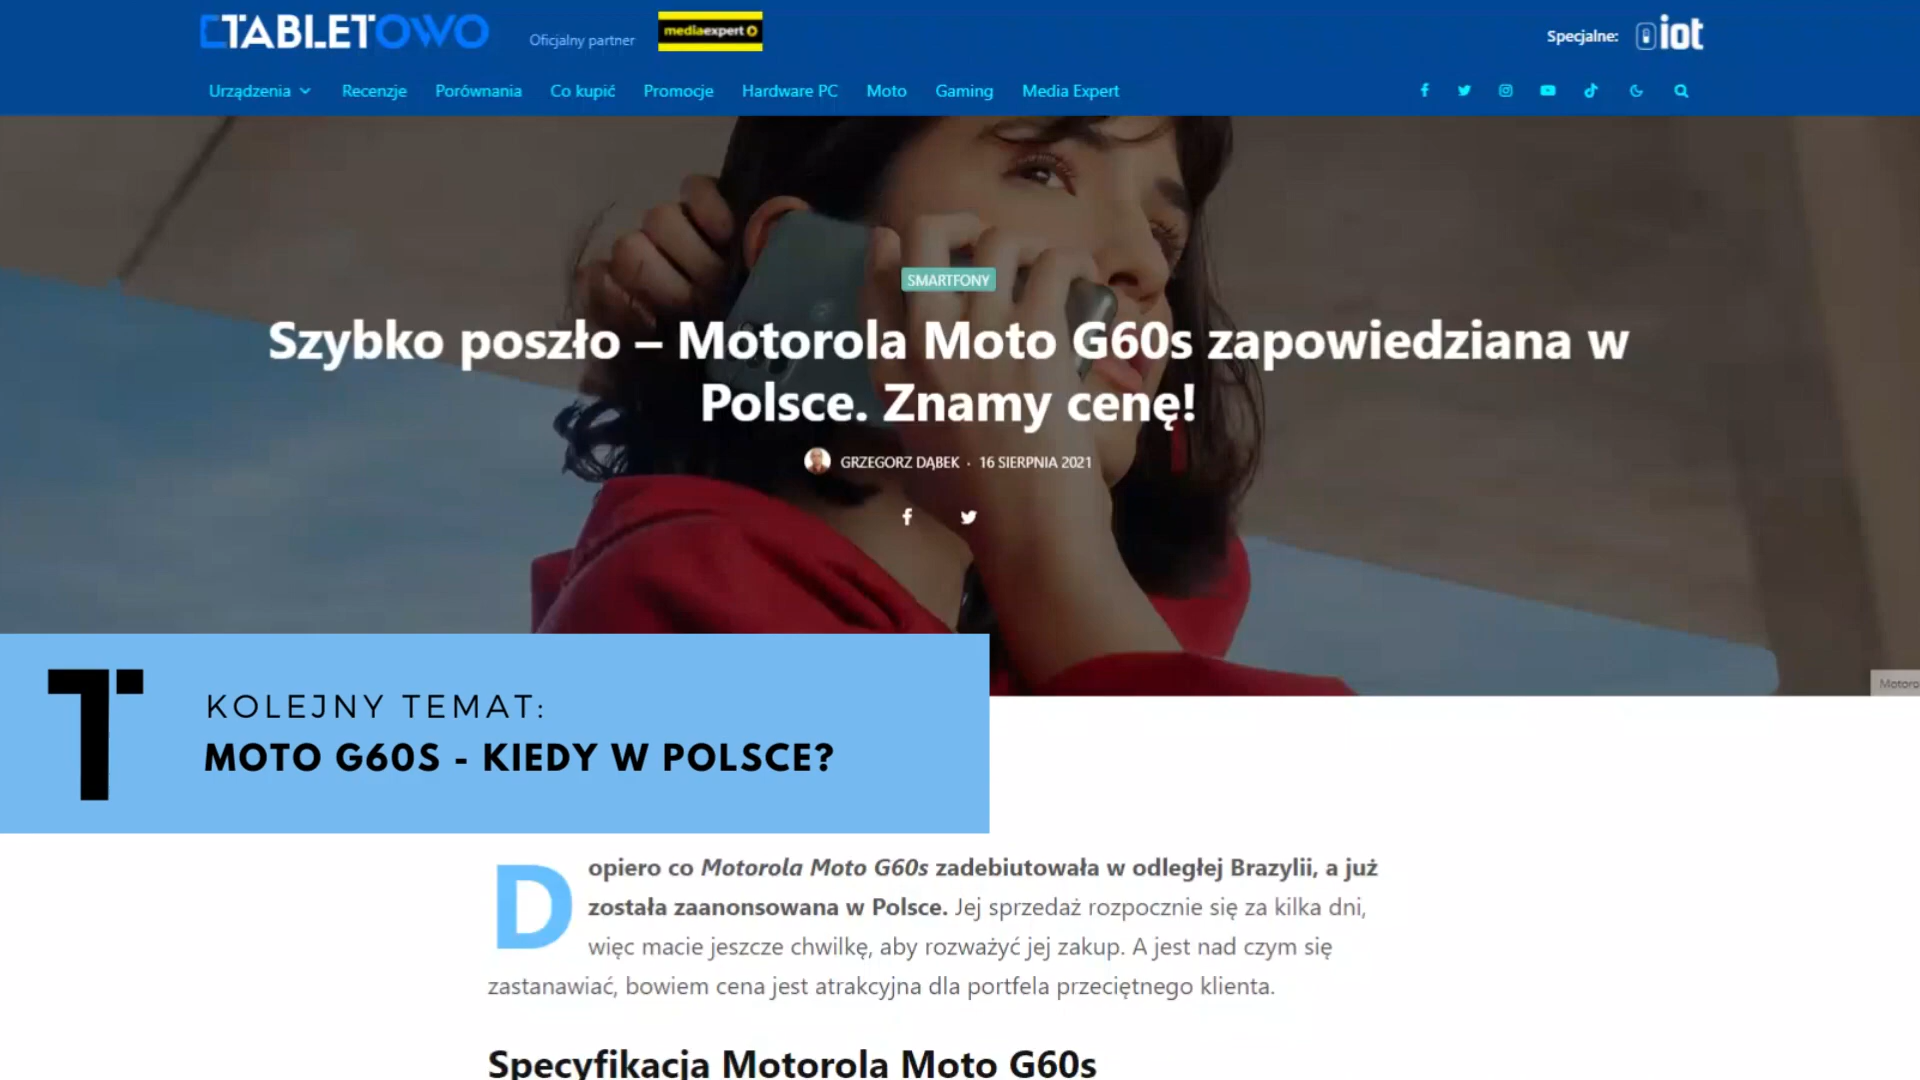 TABLETOWO
Oficjalny partner
mediaexpert
Specjalne:
iot
Urządzenia
Recenzje
Porównania
Co kupić
Promocje
Hardware PC
Moto
Gaming
Media Expert
SMARTFONY
Szybko poszło – Motorola Moto G60s zapowiedziana w
Polsce. Znamy cenę!
GRZEGORZ DĄBEK · 16 SIERPNIA 2021
Motoro
KOLEJNY TEMAT:
MOTO G60S - KIEDY W POLSCE?
Dopiero co Motorola Moto G60s zadebiutowała w odległej Brazylii, a już
została zaanonsowana w Polsce. Jej sprzedaż rozpocznie się za kilka dni,
więc macie jeszcze chwilkę, aby rozważyć jej zakup. A jest nad czym się
zastanawiać, bowiem cena jest atrakcyjna dla portfela przeciętnego klienta.
Specyfikacja Motorola Moto G60s